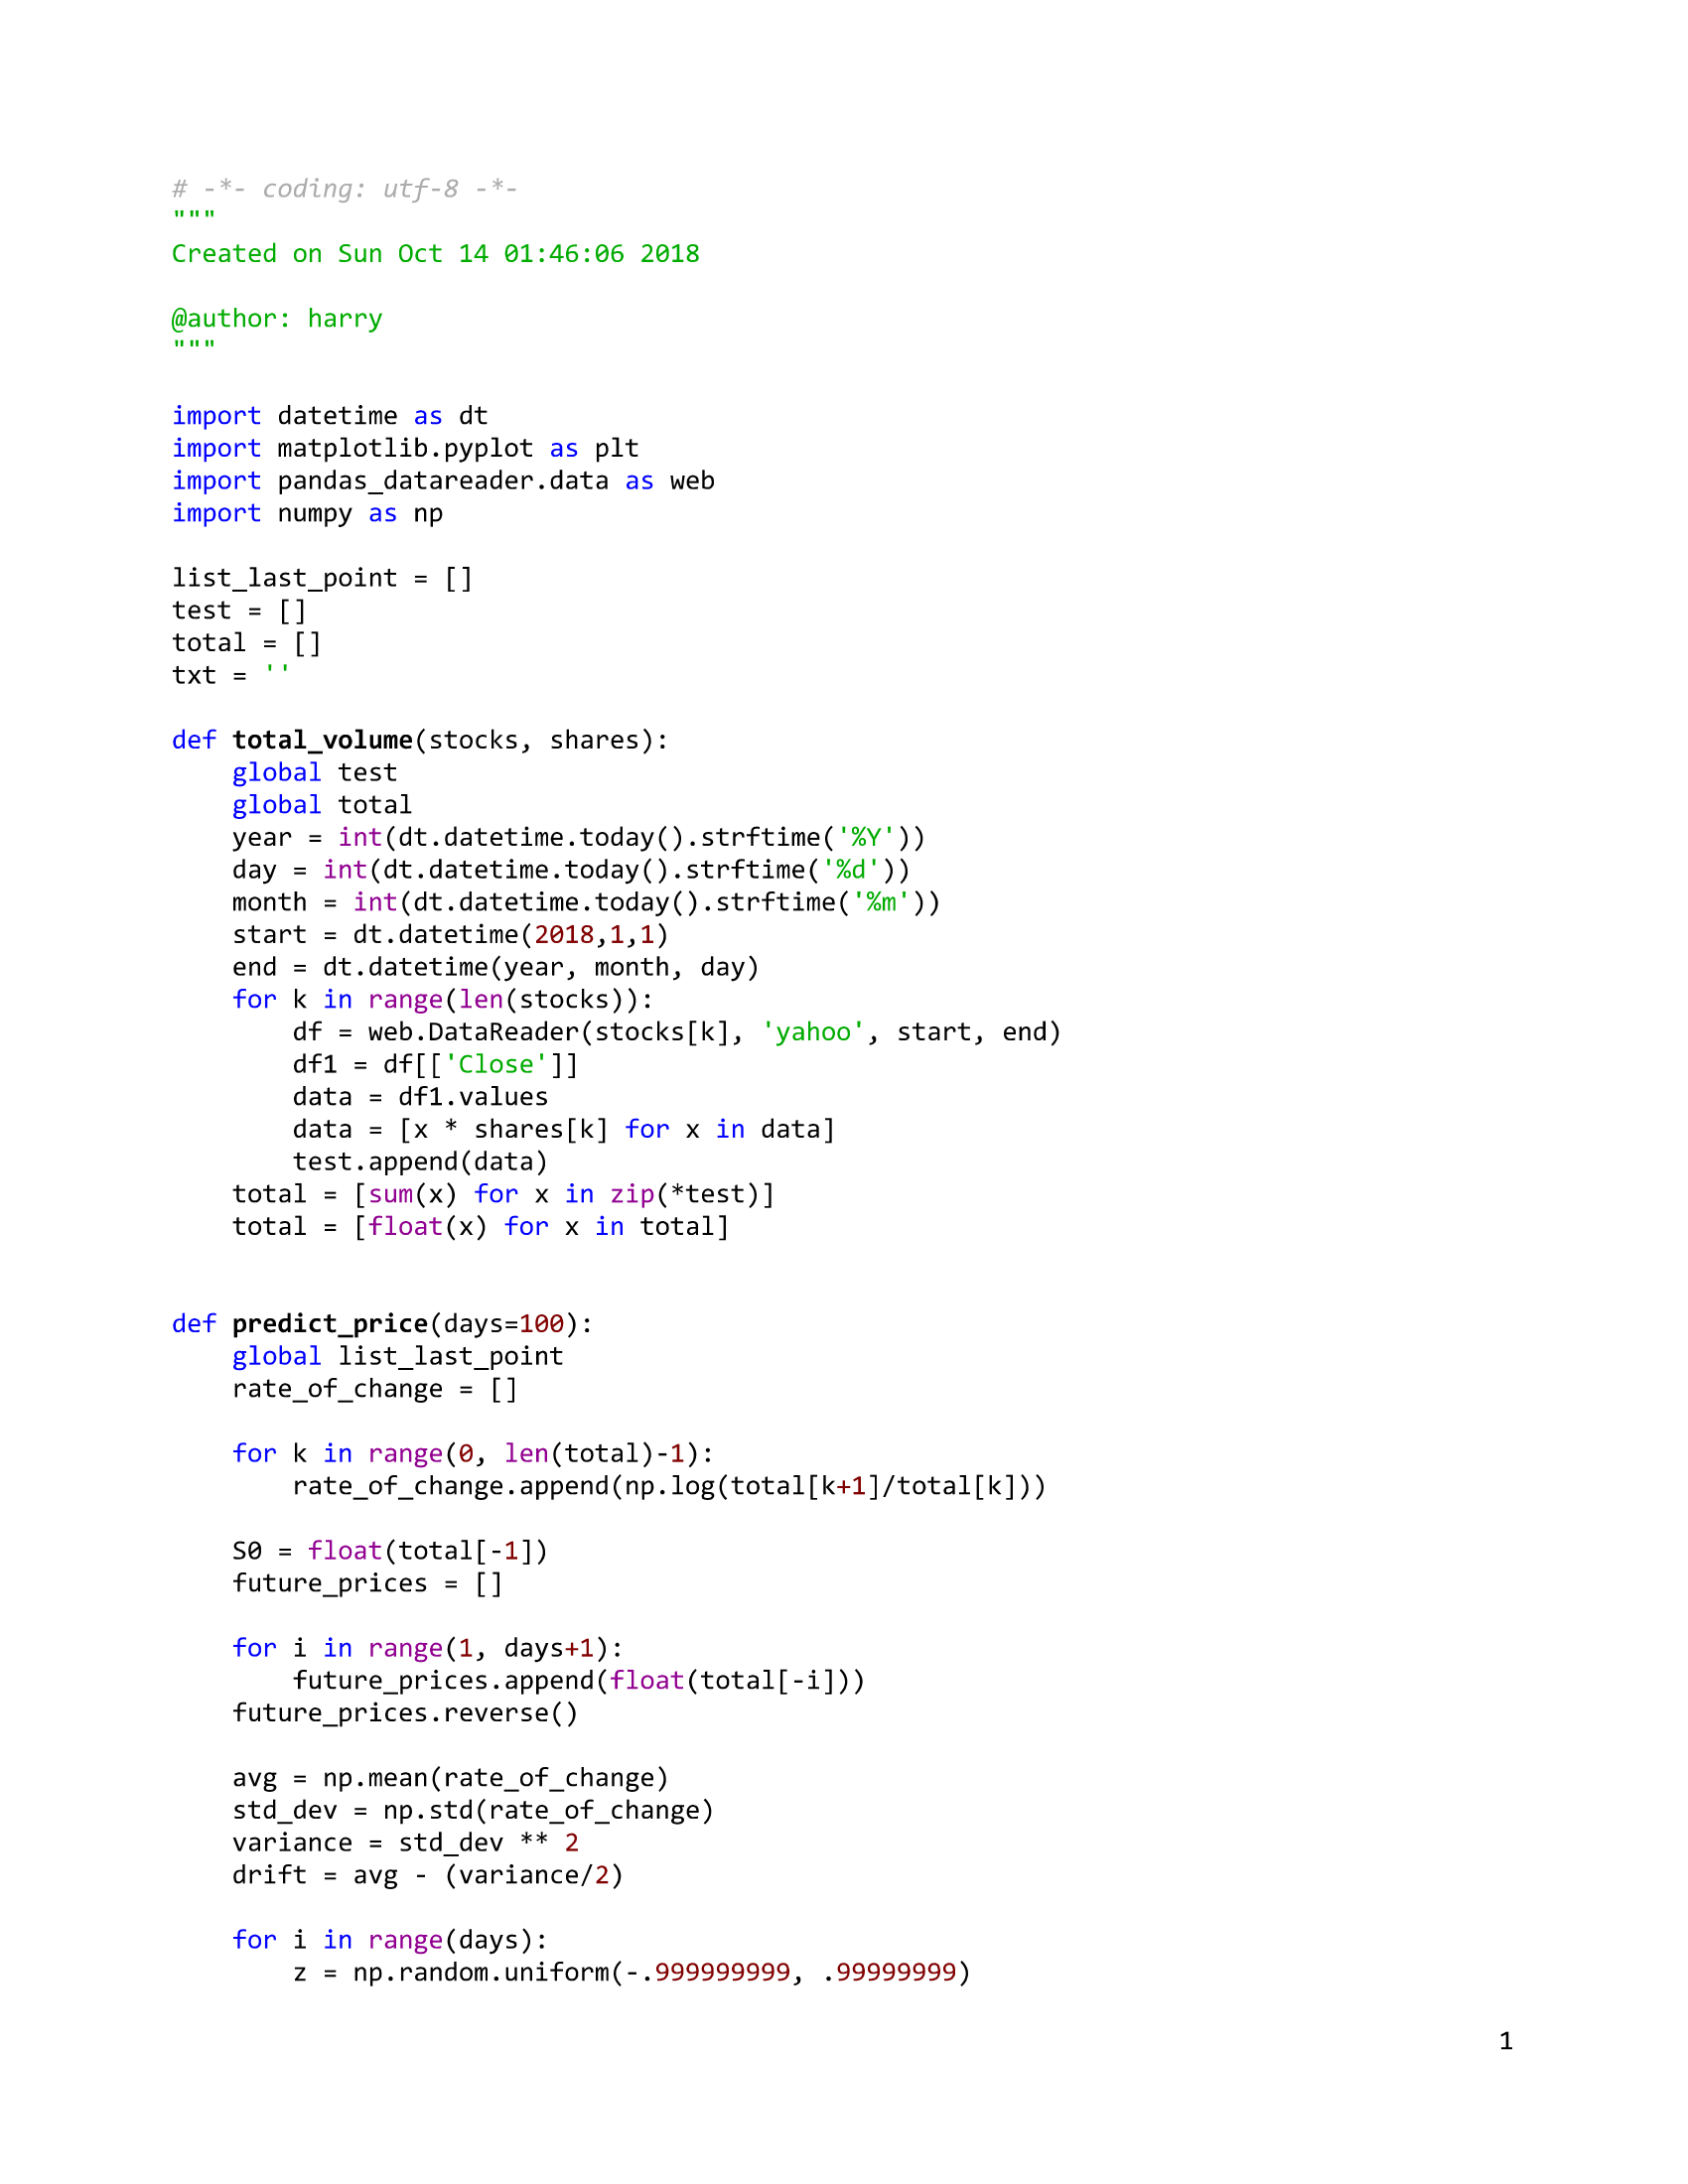 # -*- coding: utf-8 -*-
"""
Created on Sun Oct 14 01:46:06 2018

@author: harry
"""

import datetime as dt
import matplotlib.pyplot as plt
import pandas_datareader.data as web
import numpy as np

list_last_point = []
test = []
total = []
txt = ''

def total_volume(stocks, shares):
    global test
    global total
    year = int(dt.datetime.today().strftime('%Y'))
    day = int(dt.datetime.today().strftime('%d'))
    month = int(dt.datetime.today().strftime('%m'))
    start = dt.datetime(2018,1,1)
    end = dt.datetime(year, month, day)
    for k in range(len(stocks)):
        df = web.DataReader(stocks[k], 'yahoo', start, end)
        df1 = df[['Close']]
        data = df1.values
        data = [x * shares[k] for x in data]
        test.append(data)
    total = [sum(x) for x in zip(*test)]
    total = [float(x) for x in total]


def predict_price(days=100):
    global list_last_point
    rate_of_change = []

    for k in range(0, len(total)-1):
        rate_of_change.append(np.log(total[k+1]/total[k]))

    S0 = float(total[-1])
    future_prices = []

    for i in range(1, days+1):
        future_prices.append(float(total[-i]))
    future_prices.reverse()

    avg = np.mean(rate_of_change)
    std_dev = np.std(rate_of_change)
    variance = std_dev ** 2
    drift = avg - (variance/2)

    for i in range(days):
        z = np.random.uniform(-.999999999, .99999999)

1